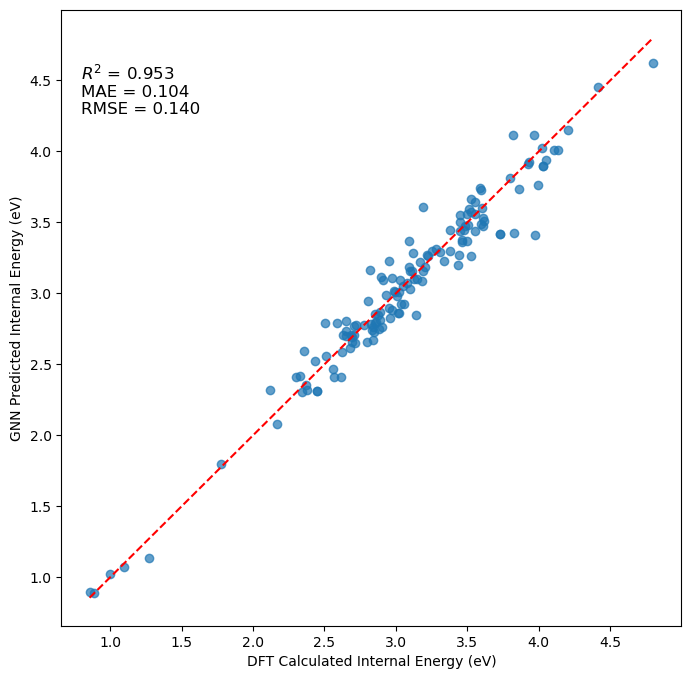 R² = 0.953
MAE = 0.104
RMSE = 0.140
4.5
4.0
3.5
3.0
2.5
2.0
1.5
1.0
GNN Predicted Internal Energy (eV)
1.0 1.5 2.0 2.5 3.0 3.5 4.0 4.5
DFT Calculated Internal Energy (eV)